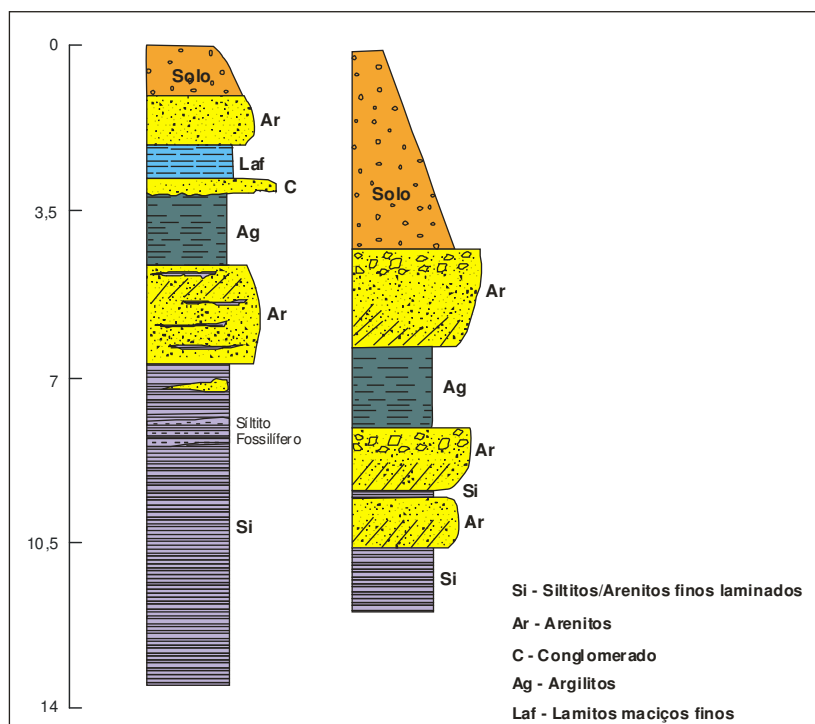 0
3,5
7
10,5
14
Solo
Ar
Laf
C
Ag
Ar
Síltito
Fossilífero
Si
Solo
Ar
Ag
Ar
Si
Ar
Si
Si - Siltitos/Arenitos finos laminados
Ar - Arenitos
C - Conglomerado
Ag - Argilitos
Laf - Lamitos maciços finos